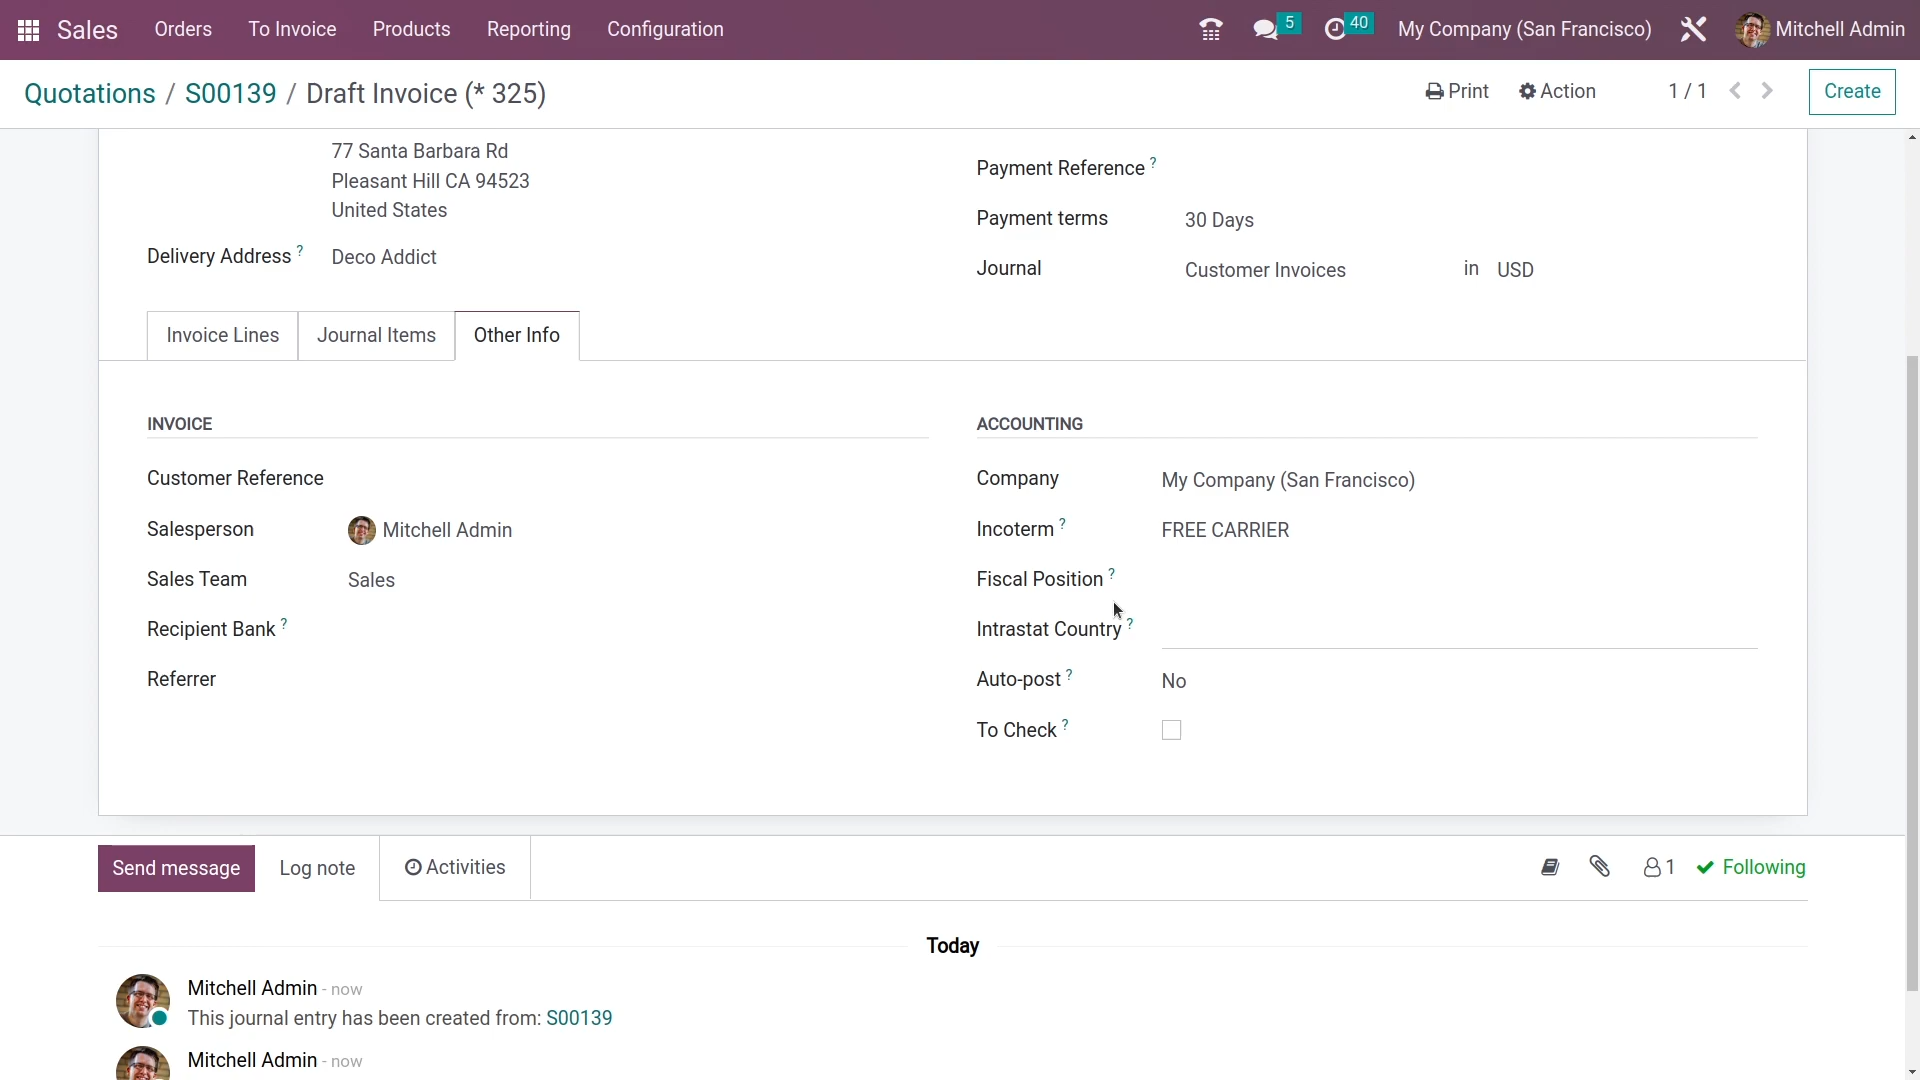 Sales Orders To Invoice Products Reporting Configuration 5 40 My Company (San Francisco) Mitchell Admin
Quotations / S00139 / Draft Invoice (* 325) Print Action 1 / 1 Create
77 Santa Barbara Rd
Pleasant Hill CA 94523
United States
Delivery Address ? Deco Addict
Payment Reference ?
Payment terms 30 Days
Journal Customer Invoices in USD
Invoice Lines Journal Items Other Info
INVOICE
Customer Reference
Salesperson Mitchell Admin
Sales Team Sales
Recipient Bank ?
Referrer
ACCOUNTING
Company My Company (San Francisco)
Incoterm ? FREE CARRIER
Fiscal Position ?
Intrastat Country ?
Auto-post ? No
To Check ?
Send message Log note Activities 1 Following
Today
Mitchell Admin - now
This journal entry has been created from: S00139
Mitchell Admin - now